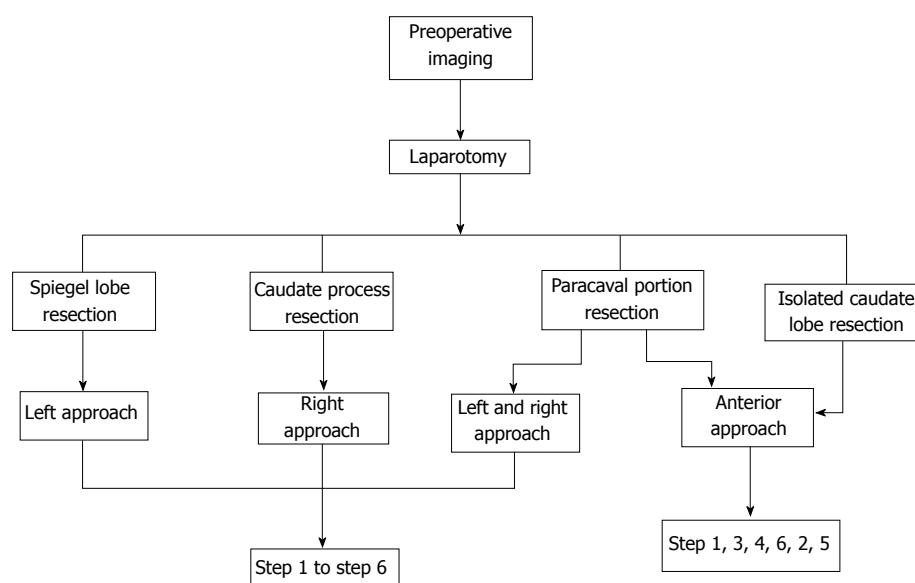 Preoperative
imaging
Laparotomy
Spiegel lobe
resection
Caudate process
resection
Paracaval portion
resection
Isolated caudate
lobe resection
Left approach
Right
approach
Left and right
approach
Anterior
approach
Step 1 to step 6
Step 1, 3, 4, 6, 2, 5